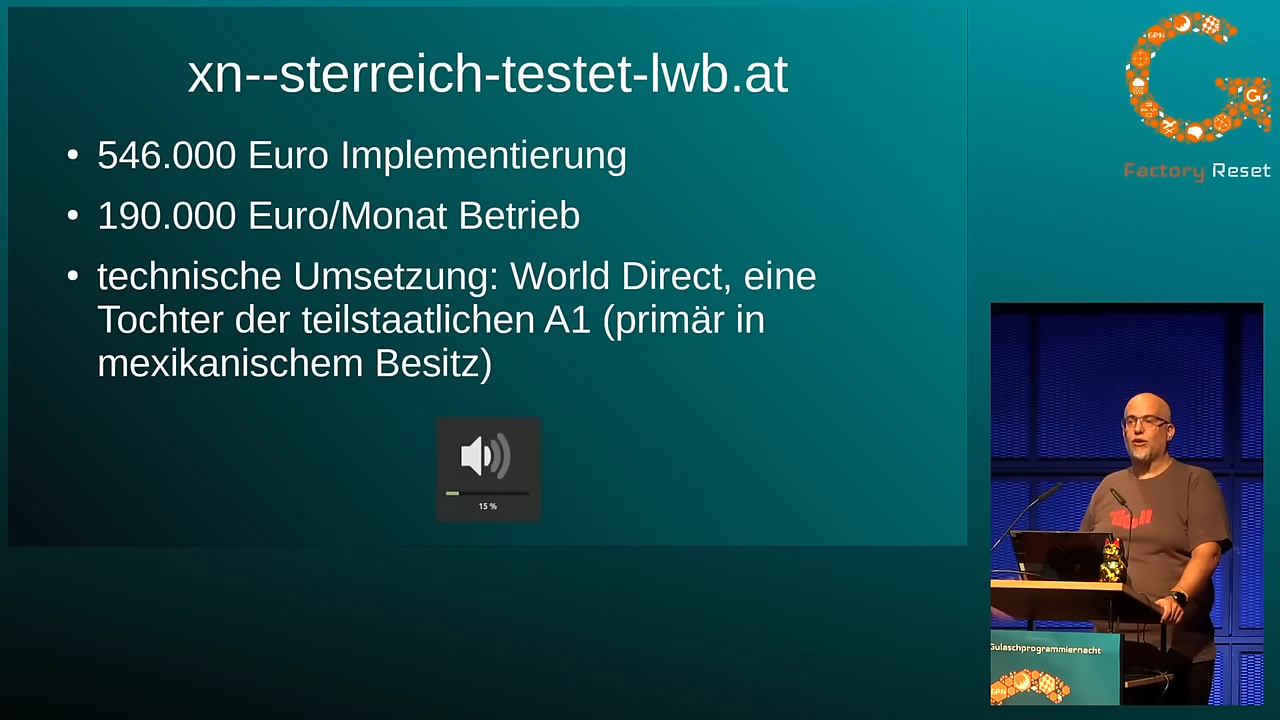 xn--sterreich-testet-lwb.at
546.000 Euro Implementierung
190.000 Euro/Monat Betrieb
technische Umsetzung: World Direct, eine
Tochter der teilstaatlichen A1 (primär in
mexikanischem Besitz)
15 %
GPN
Factory Reset
Gulaschprogrammiernacht
GPN